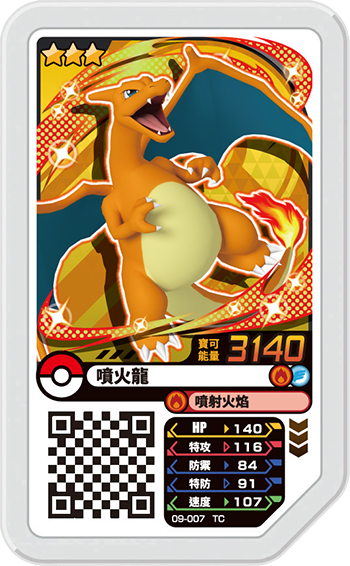 寶可
能量 3140
噴火龍
噴射火焰
HP 140
特攻 116
防禦 84
特防 91
速度 107
09-007 TC